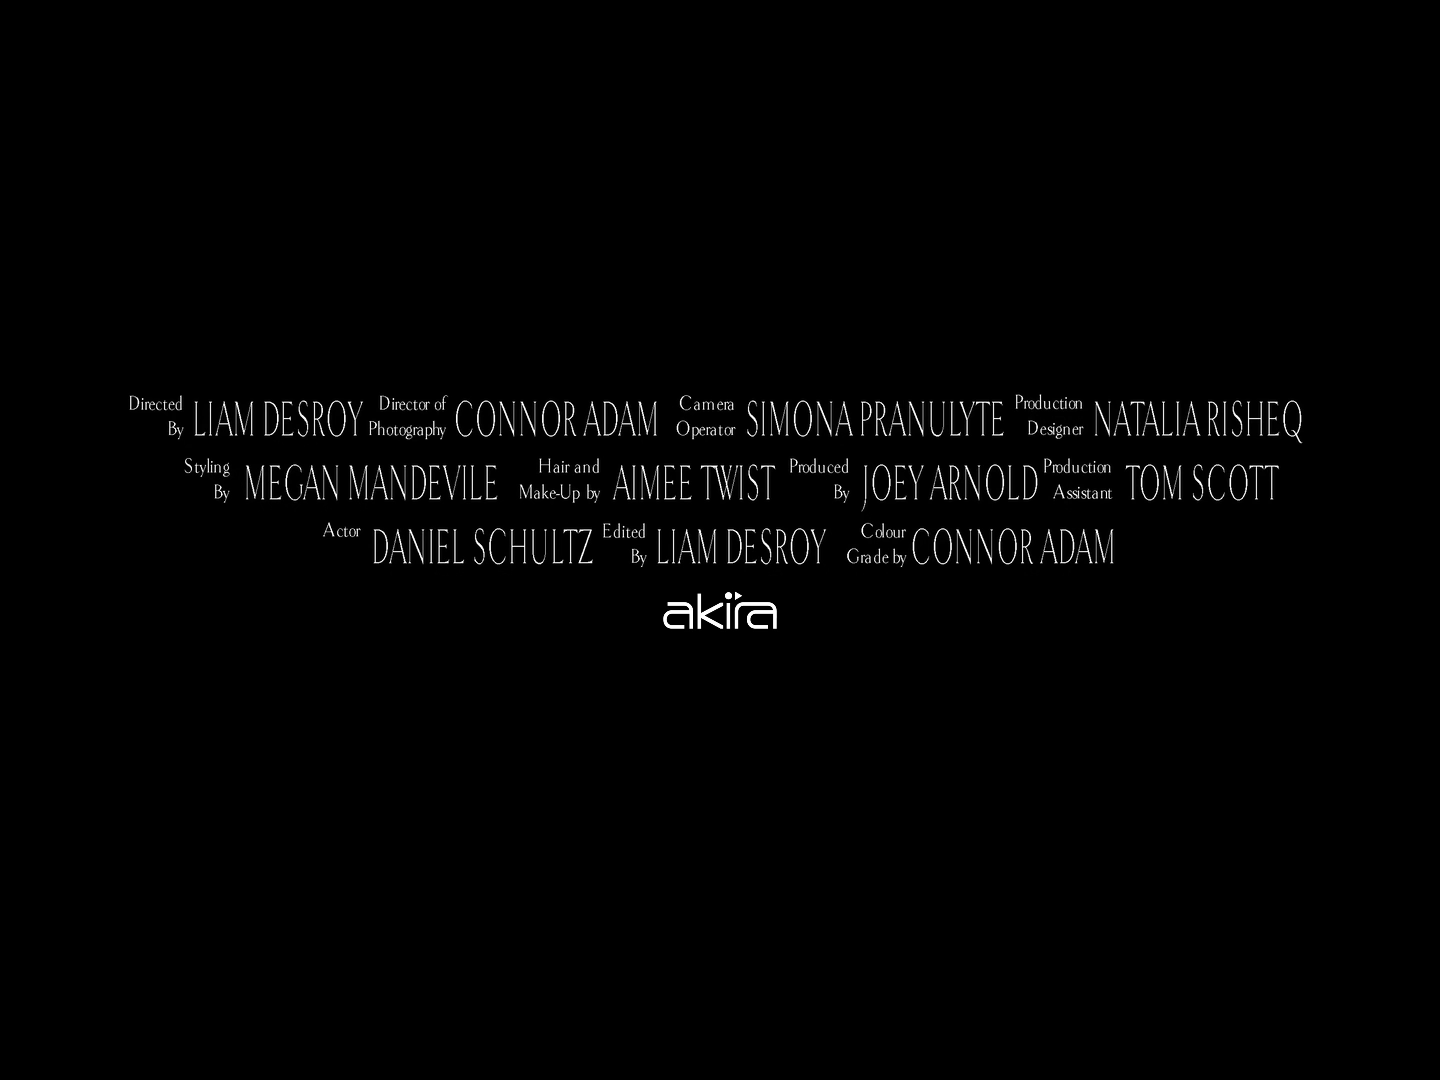 Directed By LIAM DESROY Director of Photography CONNOR ADAM Camera Operator SIMONA PRANULYTE Production Designer NATALIA RISHEQ
Styling By MEGAN MANDEVILE Hair and Make-Up by AIMEE TWIST Produced By JOEY ARNOLD Production Assistant TOM SCOTT
Actor DANIEL SCHULTZ Edited By LIAM DESROY Colour Grade by CONNOR ADAM
akira